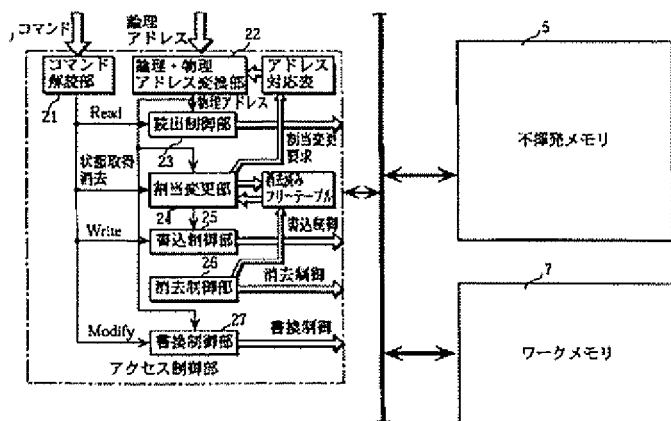 コマンド
論理
アドレス
22
コマンド
解読部
論理・物理
アドレス変換部
アドレス
対応表
21
物理アドレス
Read
読出制御部
23
割当変更
要求
状態取得
消去
割当変更部
消去済み
フリーテーブル
24
25
Write
書込制御部
書込制御
26
消去制御部
消去制御
27
Modify
書換制御部
書換制御
アクセス制御部
5
不揮発メモリ
7
ワークメモリ